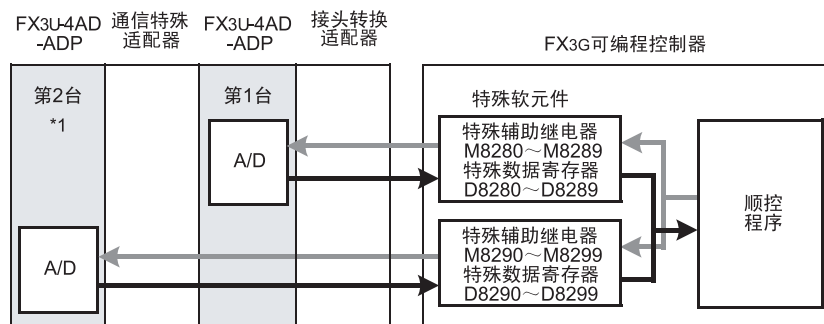 FX3U-4AD
-ADP
通信特殊
适配器
FX3U-4AD
-ADP
接头转换
适配器
FX3G可编程控制器
第2台
*1
第1台
特殊软元件
A/D
特殊辅助继电器
M8280～M8289
特殊数据寄存器
D8280～D8289
顺控
程序
A/D
特殊辅助继电器
M8290～M8299
特殊数据寄存器
D8290～D8299